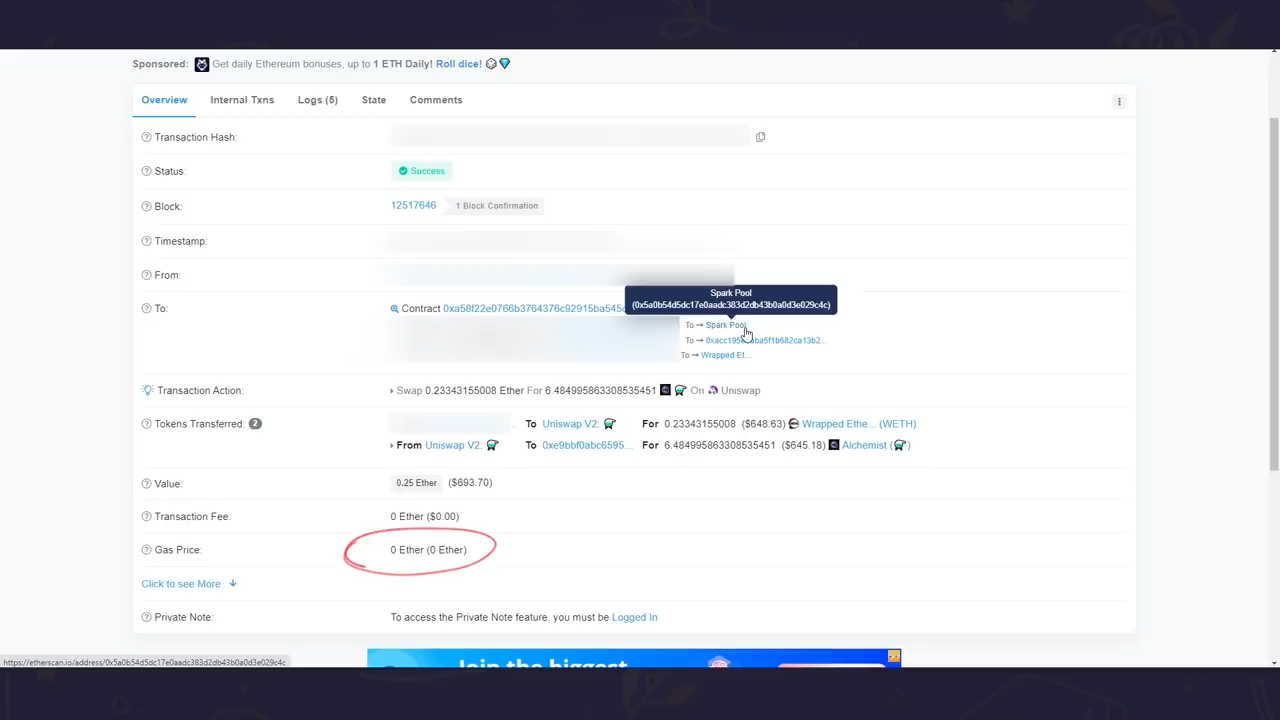 Sponsored: Get daily Ethereum bonuses, up to 1 ETH Daily! Roll dice!
Overview Internal Txns Logs (5) State Comments
Transaction Hash:
Status: Success
Block: 12517646 1 Block Confirmation
Timestamp:
From:
Spark Pool
(0x5a0b54d5dc17e0aadc383d2db43b0a0d3e029c4c)
To: Contract 0xa58f22e0766b3764376c92915ba545d
To → Spark Pool
To →
To → Wrapped Et...
Transaction Action: Swap 0.23343155008 Ether For 6.484995863308535451 On Uniswap
Tokens Transferred: 2 ... To Uniswap V2: For 0.23343155008 ($648.63) Wrapped Ethe... (WETH)
From Uniswap V2: To 0xe9bbf0abc6595... For 6.484995863308535451 ($645.18) Alchemist ( )
Value: 0.25 Ether ($693.70)
Transaction Fee: 0 Ether ($0.00)
Gas Price: 0 Ether (0 Ether)
Click to see More
Private Note: To access the Private Note feature, you must be Logged In
https://etherscan.io/address/0x5a0b54d5dc17e0aadc383d2db43b0a0d3e029c4c
Join the biggest